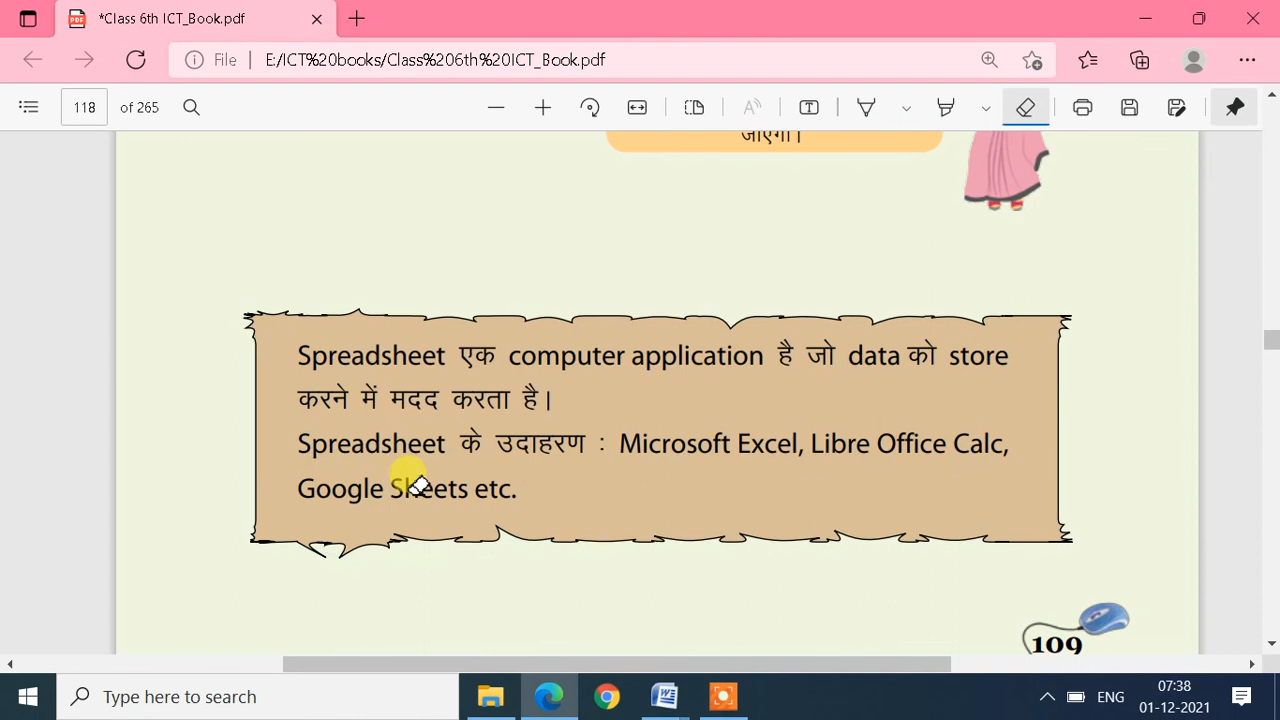 *Class 6th ICT_Book.pdf
File E:/ICT%20books/Class%206th%20ICT_Book.pdf
118 of 265
जाएगा।
Spreadsheet एक computer application है जो data को store
करने में मदद करता है।
Spreadsheet के उदाहरण : Microsoft Excel, Libre Office Calc,
Google Sheets etc.
109
Type here to search
ENG
07:38
01-12-2021